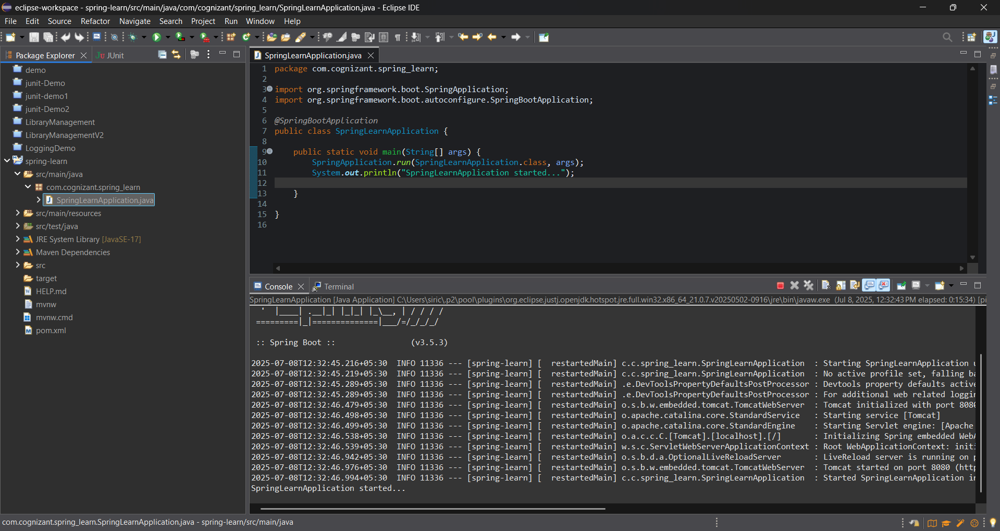 eclipse-workspace - spring-learn/src/main/java/com/cognizant/spring_learn/SpringLearnApplication.java - Eclipse IDE
File Edit Source Refactor Navigate Search Project Run Window Help
Package Explorer
JUnit
demo
junit-Demo
junit-demo1
junit-Demo2
LibraryManagement
LibraryManagementV2
LoggingDemo
spring-learn
src/main/java
com.cognizant.spring_learn
SpringLearnApplication.java
src/main/resources
src/test/java
JRE System Library [JavaSE-17]
Maven Dependencies
src
target
HELP.md
mvnw
mvnw.cmd
pom.xml
SpringLearnApplication.java
1 package com.cognizant.spring_learn;
2
3 import org.springframework.boot.SpringApplication;
4 import org.springframework.boot.autoconfigure.SpringBootApplication;
5
6 @SpringBootApplication
7 public class SpringLearnApplication {
8
9 public static void main(String[] args) {
10 SpringApplication.run(SpringLearnApplication.class, args);
11 System.out.println("SpringLearnApplication started...");
12
13 }
14
15 }
16
Console
Terminal
SpringLearnApplication [Java Application] C:\Users\siric\.p2\pool\plugins\org.eclipse.justj.openjdk.hotspot.jre.full.win32.x86_64_21.0.7.v20250502-0916\jre\bin\javaw.exe (Jul 8, 2025, 12:32:43 PM elapsed: 0:15:34) [pi
' |____| .__|_| |_|_| |_\__, | / / / /
=========|_|==============|___/=/_/_/_/
:: Spring Boot :: (v3.5.3)
2025-07-08T12:32:45.216+05:30 INFO 11336 --- [spring-learn] [ restartedMain] c.c.spring_learn.SpringLearnApplication : Starting SpringLearnApplication
2025-07-08T12:32:45.219+05:30 INFO 11336 --- [spring-learn] [ restartedMain] c.c.spring_learn.SpringLearnApplication : No active profile set, falling ba
2025-07-08T12:32:45.289+05:30 INFO 11336 --- [spring-learn] [ restartedMain] .e.DevToolsPropertyDefaultsPostProcessor : Devtools property defaults active
2025-07-08T12:32:45.289+05:30 INFO 11336 --- [spring-learn] [ restartedMain] .e.DevToolsPropertyDefaultsPostProcessor : For additional web related loggin
2025-07-08T12:32:46.479+05:30 INFO 11336 --- [spring-learn] [ restartedMain] o.s.b.w.embedded.tomcat.TomcatWebServer : Tomcat initialized with port 8080
2025-07-08T12:32:46.498+05:30 INFO 11336 --- [spring-learn] [ restartedMain] o.apache.catalina.core.StandardService : Starting service [Tomcat]
2025-07-08T12:32:46.499+05:30 INFO 11336 --- [spring-learn] [ restartedMain] o.apache.catalina.core.StandardEngine : Starting Servlet engine: [Apache
2025-07-08T12:32:46.538+05:30 INFO 11336 --- [spring-learn] [ restartedMain] o.a.c.c.C.[Tomcat].[localhost].[/] : Initializing Spring embedded WebA
2025-07-08T12:32:46.539+05:30 INFO 11336 --- [spring-learn] [ restartedMain] w.s.c.ServletWebServerApplicationContext : Root WebApplicationContext: initi
2025-07-08T12:32:46.942+05:30 INFO 11336 --- [spring-learn] [ restartedMain] o.s.b.d.a.OptionalLiveReloadServer : LiveReload server is running on p
2025-07-08T12:32:46.976+05:30 INFO 11336 --- [spring-learn] [ restartedMain] o.s.b.w.embedded.tomcat.TomcatWebServer : Tomcat started on port 8080 (http
2025-07-08T12:32:46.994+05:30 INFO 11336 --- [spring-learn] [ restartedMain] c.c.spring_learn.SpringLearnApplication : Started SpringLearnApplication in
SpringLearnApplication started...
com.cognizant.spring_learn.SpringLearnApplication.java - spring-learn/src/main/java